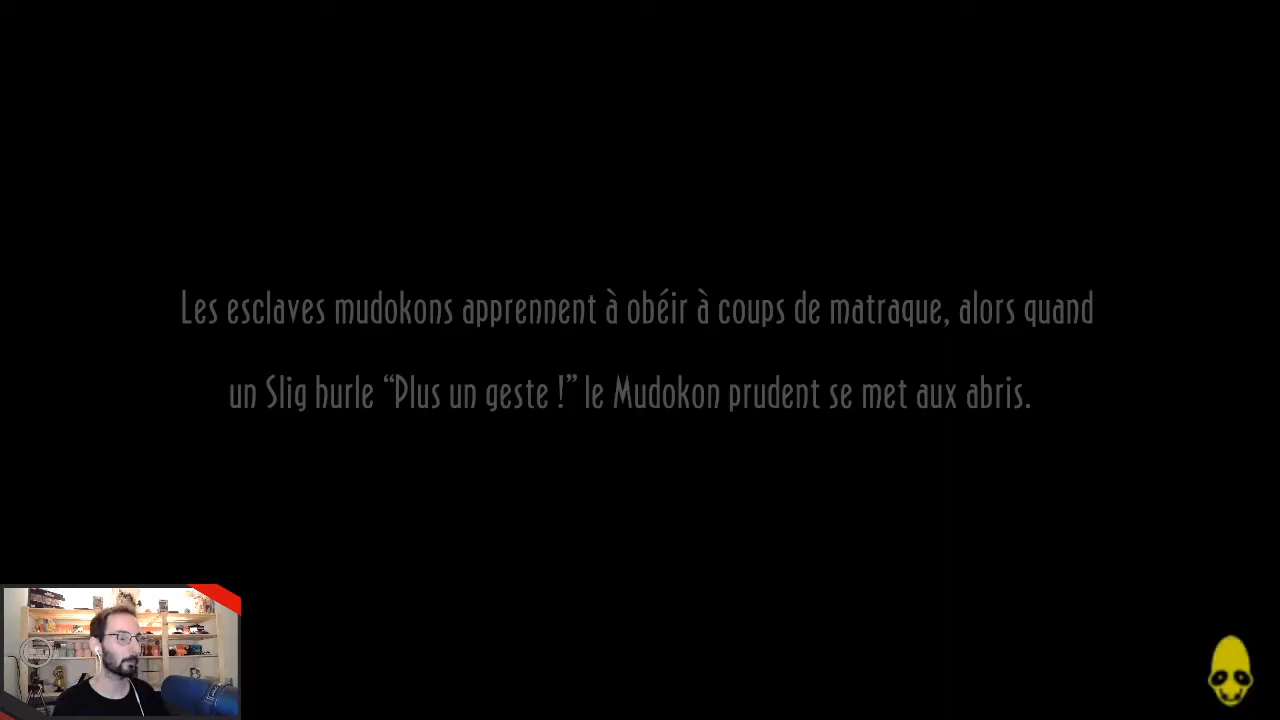 Les esclaves mudokons apprennent à obéir à coups de matraque, alors quand
un Slig hurle “Plus un geste !” le Mudokon prudent se met aux abris.